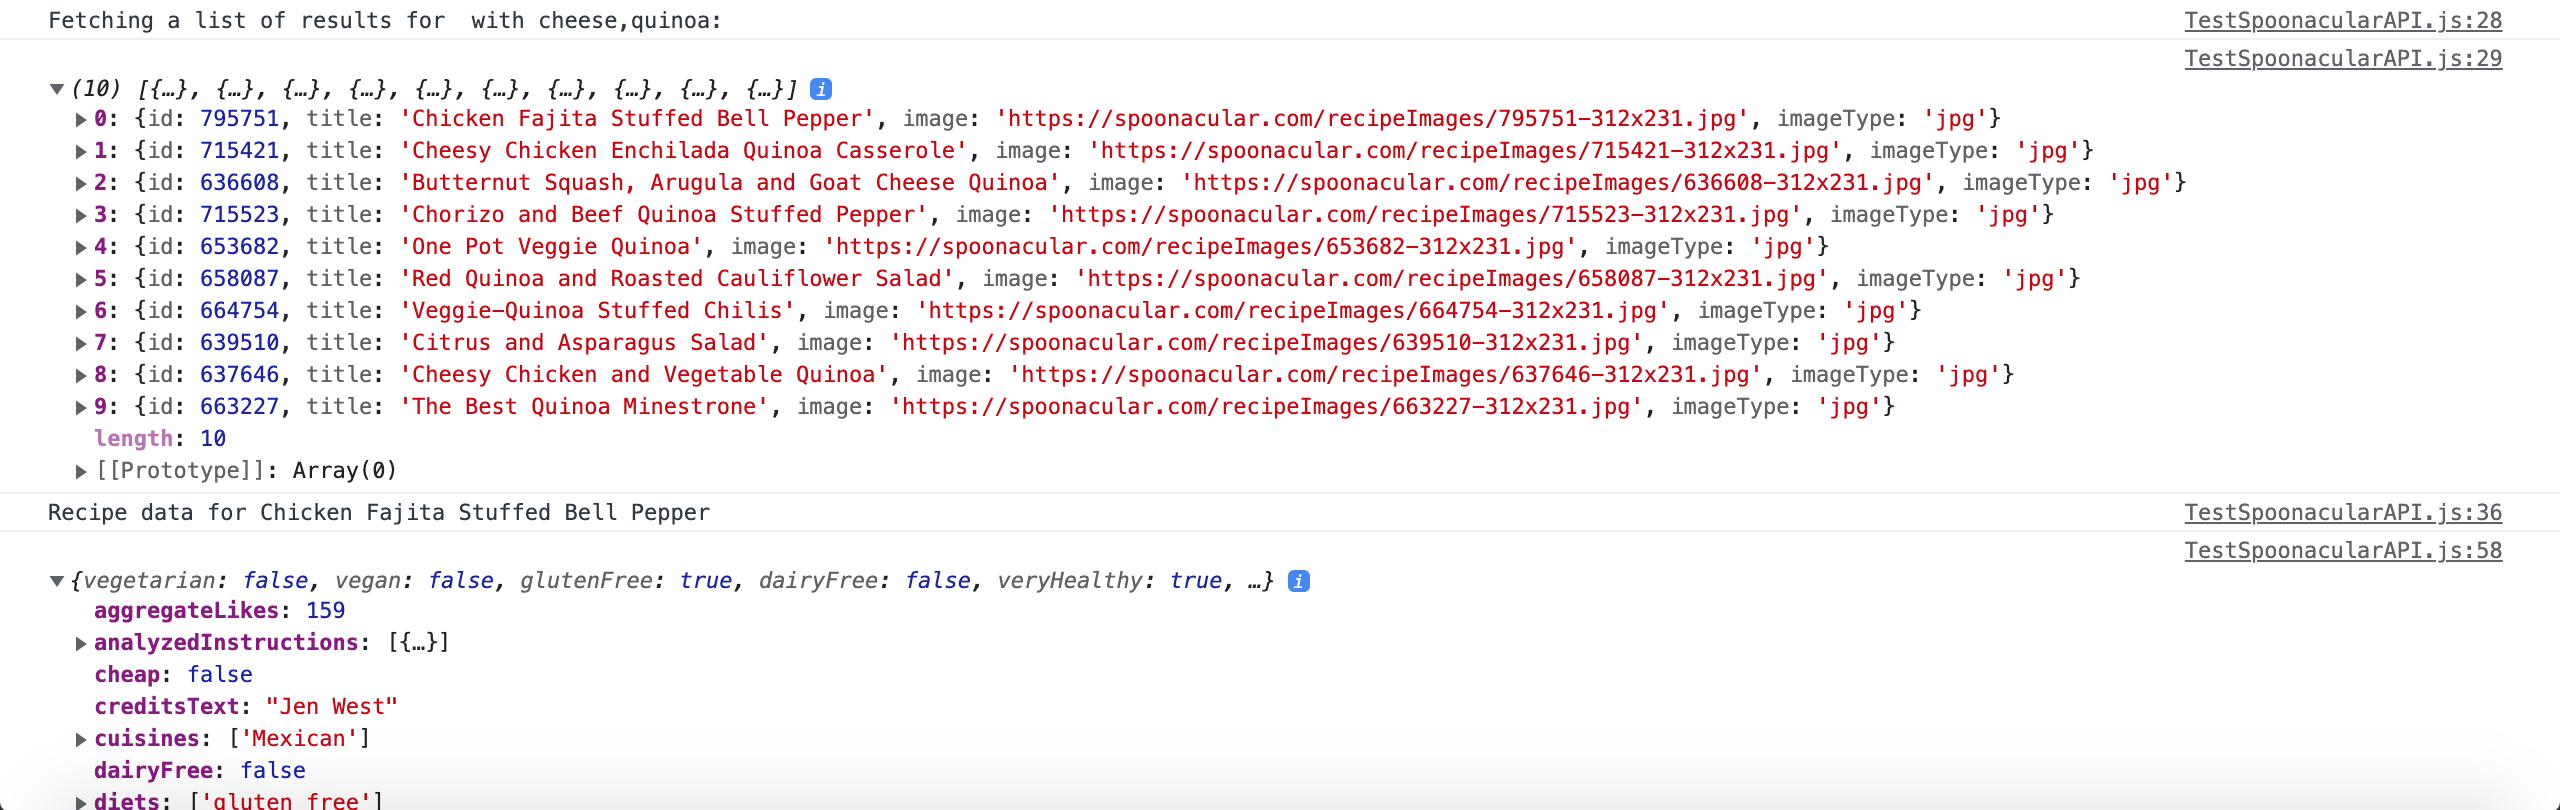 Fetching a list of results for  with cheese,quinoa: TestSpoonacularAPI.js:28
TestSpoonacularAPI.js:29
▼(10) [{…}, {…}, {…}, {…}, {…}, {…}, {…}, {…}, {…}, {…}] i
▶0: {id: 795751, title: 'Chicken Fajita Stuffed Bell Pepper', image: 'https://spoonacular.com/recipeImages/795751-312x231.jpg', imageType: 'jpg'}
▶1: {id: 715421, title: 'Cheesy Chicken Enchilada Quinoa Casserole', image: 'https://spoonacular.com/recipeImages/715421-312x231.jpg', imageType: 'jpg'}
▶2: {id: 636608, title: 'Butternut Squash, Arugula and Goat Cheese Quinoa', image: 'https://spoonacular.com/recipeImages/636608-312x231.jpg', imageType: 'jpg'}
▶3: {id: 715523, title: 'Chorizo and Beef Quinoa Stuffed Pepper', image: 'https://spoonacular.com/recipeImages/715523-312x231.jpg', imageType: 'jpg'}
▶4: {id: 653682, title: 'One Pot Veggie Quinoa', image: 'https://spoonacular.com/recipeImages/653682-312x231.jpg', imageType: 'jpg'}
▶5: {id: 658087, title: 'Red Quinoa and Roasted Cauliflower Salad', image: 'https://spoonacular.com/recipeImages/658087-312x231.jpg', imageType: 'jpg'}
▶6: {id: 664754, title: 'Veggie-Quinoa Stuffed Chilis', image: 'https://spoonacular.com/recipeImages/664754-312x231.jpg', imageType: 'jpg'}
▶7: {id: 639510, title: 'Citrus and Asparagus Salad', image: 'https://spoonacular.com/recipeImages/639510-312x231.jpg', imageType: 'jpg'}
▶8: {id: 637646, title: 'Cheesy Chicken and Vegetable Quinoa', image: 'https://spoonacular.com/recipeImages/637646-312x231.jpg', imageType: 'jpg'}
▶9: {id: 663227, title: 'The Best Quinoa Minestrone', image: 'https://spoonacular.com/recipeImages/663227-312x231.jpg', imageType: 'jpg'}
length: 10
▶[[Prototype]]: Array(0)
Recipe data for Chicken Fajita Stuffed Bell Pepper TestSpoonacularAPI.js:36
TestSpoonacularAPI.js:58
▼{vegetarian: false, vegan: false, glutenFree: true, dairyFree: false, veryHealthy: true, …} i
aggregateLikes: 159
▶analyzedInstructions: [{…}]
cheap: false
creditsText: "Jen West"
▶cuisines: ['Mexican']
dairyFree: false
▶diets: ['gluten free']